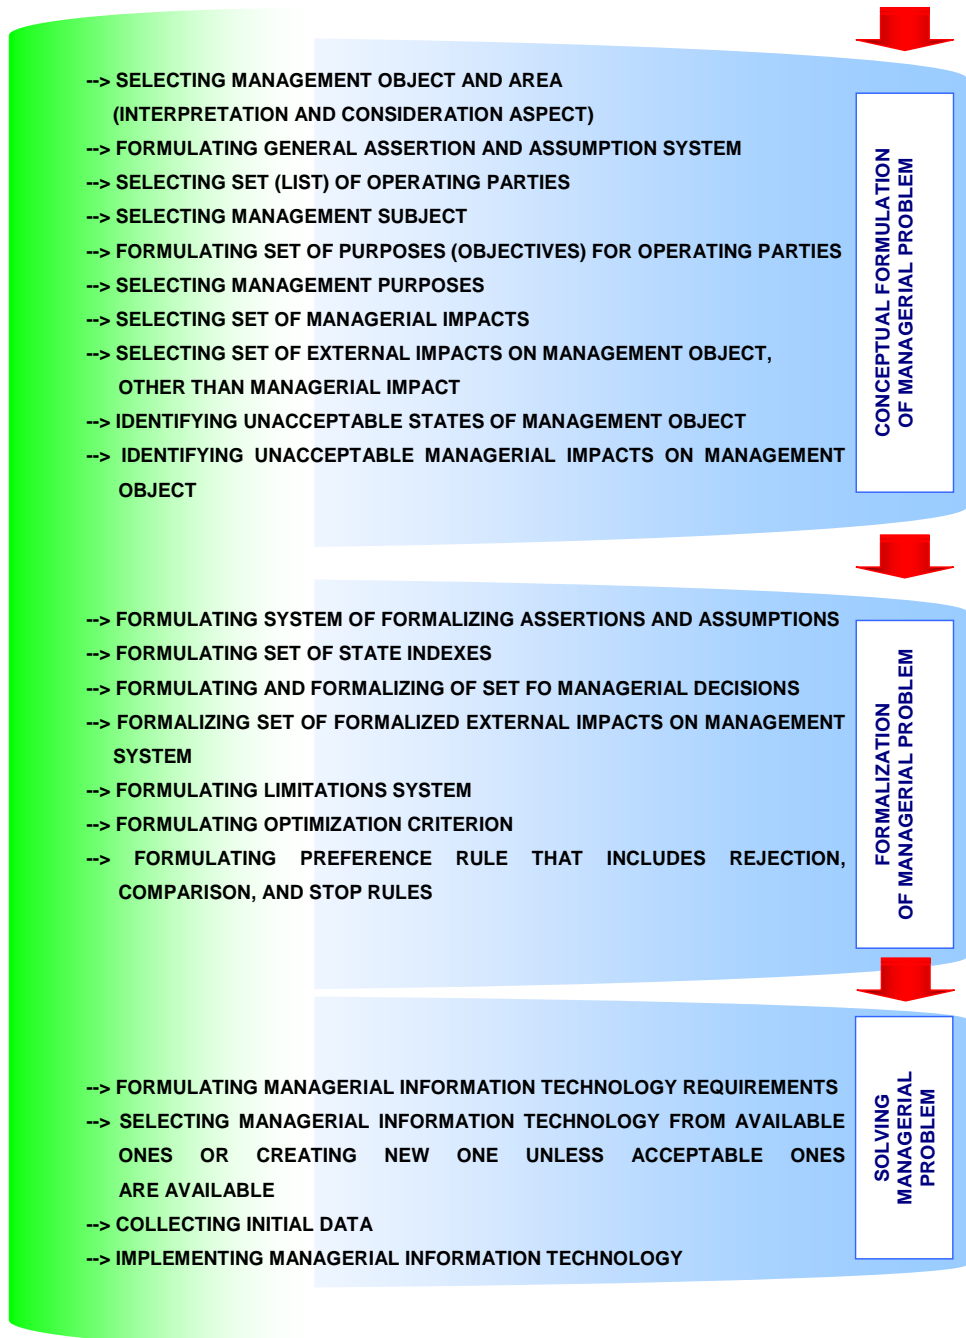 --> SELECTING MANAGEMENT OBJECT AND AREA
(INTERPRETATION AND CONSIDERATION ASPECT)
--> FORMULATING GENERAL ASSERTION AND ASSUMPTION SYSTEM
--> SELECTING SET (LIST) OF OPERATING PARTIES
--> SELECTING MANAGEMENT SUBJECT
--> FORMULATING SET OF PURPOSES (OBJECTIVES) FOR OPERATING PARTIES
--> SELECTING MANAGEMENT PURPOSES
--> SELECTING SET OF MANAGERIAL IMPACTS
--> SELECTING SET OF EXTERNAL IMPACTS ON MANAGEMENT OBJECT,
OTHER THAN MANAGERIAL IMPACT
--> IDENTIFYING UNACCEPTABLE STATES OF MANAGEMENT OBJECT
--> IDENTIFYING UNACCEPTABLE MANAGERIAL IMPACTS ON MANAGEMENT
OBJECT
CONCEPTUAL FORMULATION
OF MANAGERIAL PROBLEM
--> FORMULATING SYSTEM OF FORMALIZING ASSERTIONS AND ASSUMPTIONS
--> FORMULATING SET OF STATE INDEXES
--> FORMULATING AND FORMALIZING OF SET FO MANAGERIAL DECISIONS
--> FORMALIZING SET OF FORMALIZED EXTERNAL IMPACTS ON MANAGEMENT
SYSTEM
--> FORMULATING LIMITATIONS SYSTEM
--> FORMULATING OPTIMIZATION CRITERION
--> FORMULATING PREFERENCE RULE THAT INCLUDES REJECTION,
COMPARISON, AND STOP RULES
FORMALIZATION
OF MANAGERIAL PROBLEM
--> FORMULATING MANAGERIAL INFORMATION TECHNOLOGY REQUIREMENTS
--> SELECTING MANAGERIAL INFORMATION TECHNOLOGY FROM AVAILABLE
ONES OR CREATING NEW ONE UNLESS ACCEPTABLE ONES
ARE AVAILABLE
--> COLLECTING INITIAL DATA
--> IMPLEMENTING MANAGERIAL INFORMATION TECHNOLOGY
SOLVING
MANAGERIAL
PROBLEM